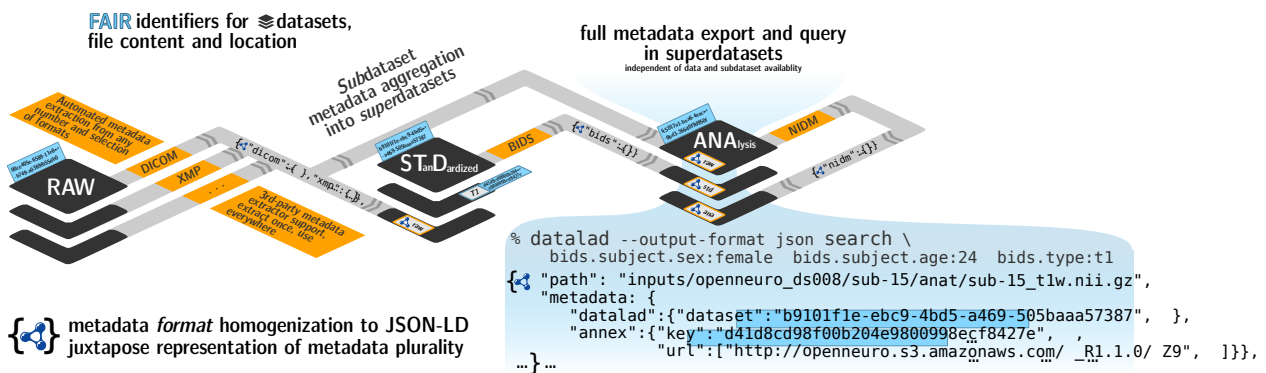 FAIR identifiers for datasets,
file content and location
full metadata export and query
in superdatasets
independent of data and subdataset availablity
Subdataset
metadata aggregation
into superdatasets
Automated metadata
extraction from any
number and selection
of formats
RAW
DICOM
XMP
...
{ "dicom":{ },"xmp":{…},
3rd-party metadata
extractor support,
extract once. use
everywhere
STanDardized
T1
raw
BIDS
{ "bids":{}}
ANAlysis
raw
std
ana
NIDM
{ "nidm":{}}
% datalad --output-format json search \
bids.subject.sex:female bids.subject.age:24 bids.type:t1
{ "path": "inputs/openneuro_ds008/sub-15/anat/sub-15_t1w.nii.gz",
"metadata: {
"datalad":{"dataset":"b9101f1e-ebc9-4bd5-a469-505baaa57387", },
"annex":{"key":"d41d8cd98f00b204e9800998ecf8427e", ,
"url":["http://openneuro.s3.amazonaws.com/ _R1.1.0/ Z9", ]}},
…}…
{ } metadata format homogenization to JSON-LD
juxtapose representation of metadata plurality